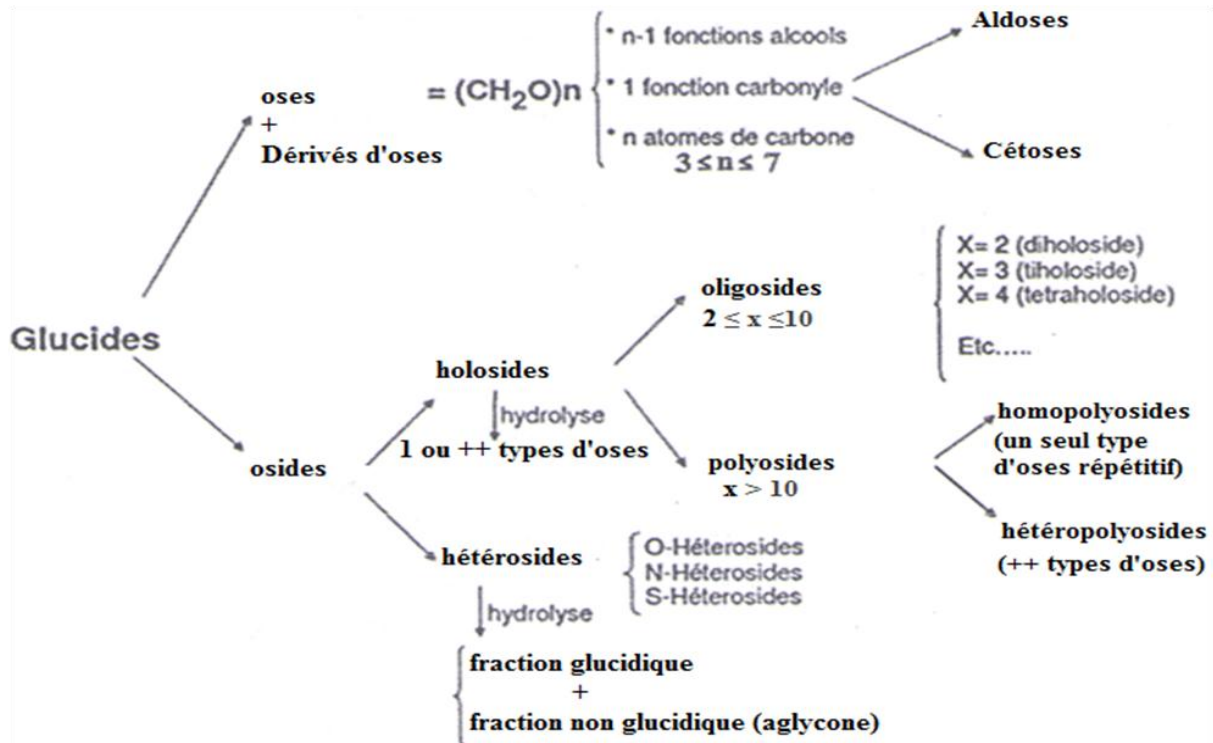 Glucides
oses
+
Dérivés d'oses
= (CH₂O)n
* n-1 fonctions alcools
* 1 fonction carbonyle
* n atomes de carbone
3 ≤ n ≤ 7
Aldoses
Cétoses
osides
holosides
hydrolyse
1 ou ++ types d'oses
oligosides
2 ≤ x ≤10
X= 2 (diholoside)
X= 3 (tiholoside)
X= 4 (tetraholoside)
Etc.....
polyosides
x > 10
homopolyosides
(un seul type
d'oses répétitif)
hétéropolyosides
(++ types d'oses)
hétérosides
O-Héterosides
N-Héterosides
S-Héterosides
hydrolyse
fraction glucidique
+
fraction non glucidique (aglycone)